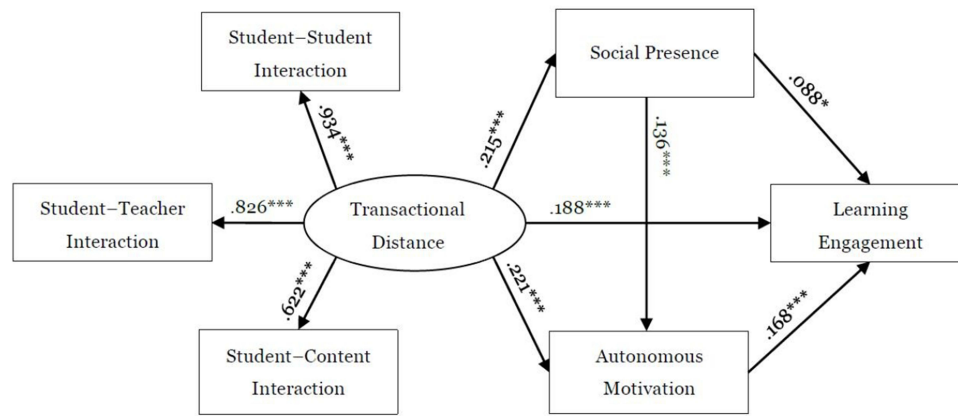 Student–Student
Interaction
Social Presence
.934***
.215***
.136***
.088*
Student–Teacher
Interaction
.826***
Transactional
Distance
.188***
Learning
Engagement
.622***
.221***
.168***
Student–Content
Interaction
Autonomous
Motivation